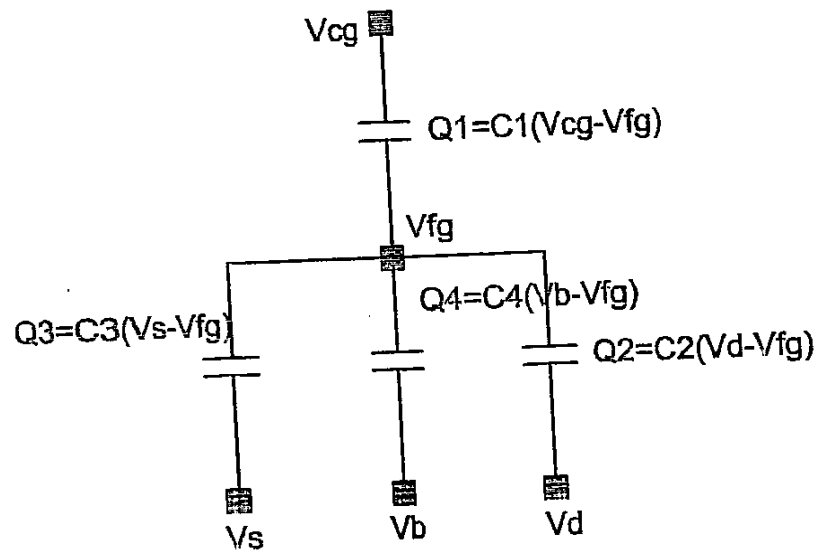 Vcg
Q1=C1(Vcg-Vfg)
Vfg
Q4=C4(Vb-Vfg)
Q3=C3(Vs-Vfg)
Q2=C2(Vd-Vfg)
Vs
Vb
Vd